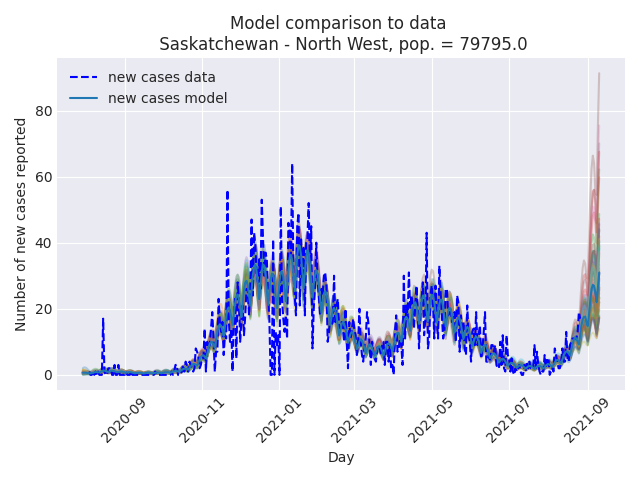 Model comparison to data
Saskatchewan - North West, pop. = 79795.0
new cases data
new cases model
Number of new cases reported
80
60
40
20
0
2020-09
2020-11
2021-01
2021-03
2021-05
2021-07
2021-09
Day